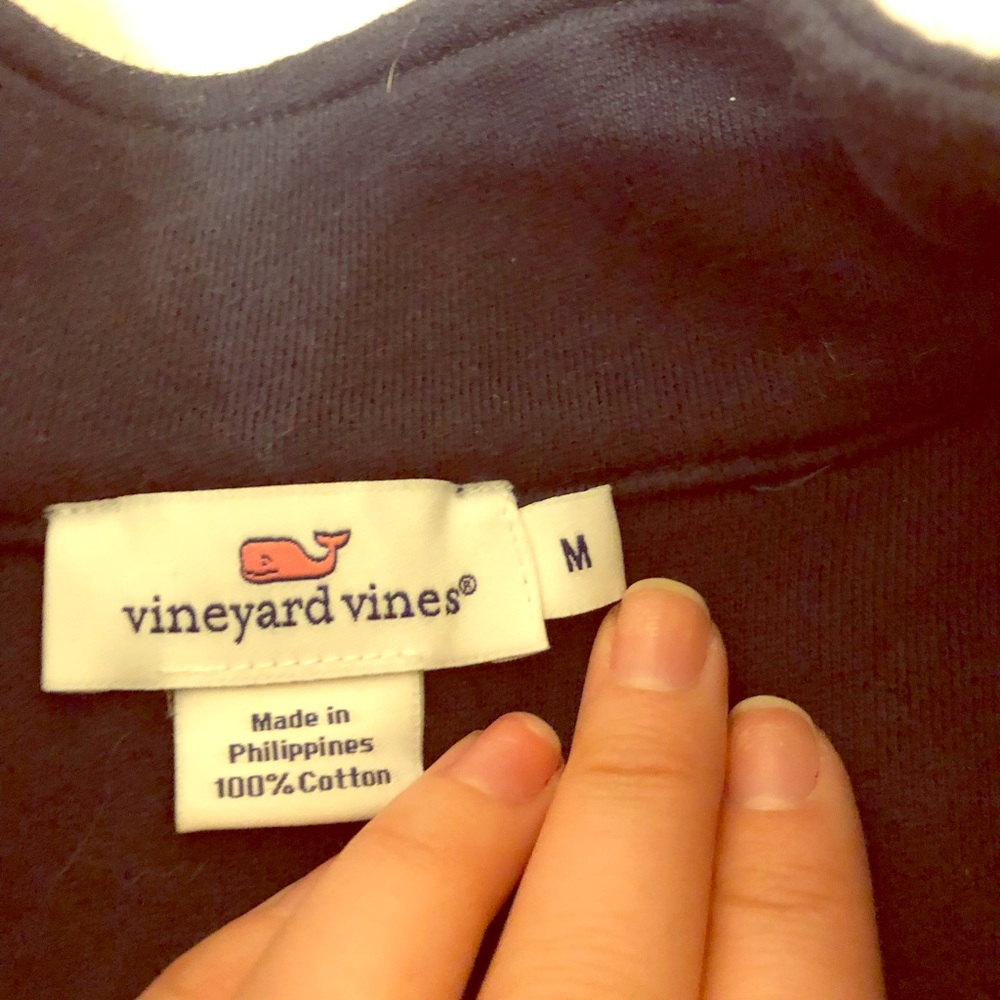 vineyard vines®
M
Made in
Philippines
100% Cotton